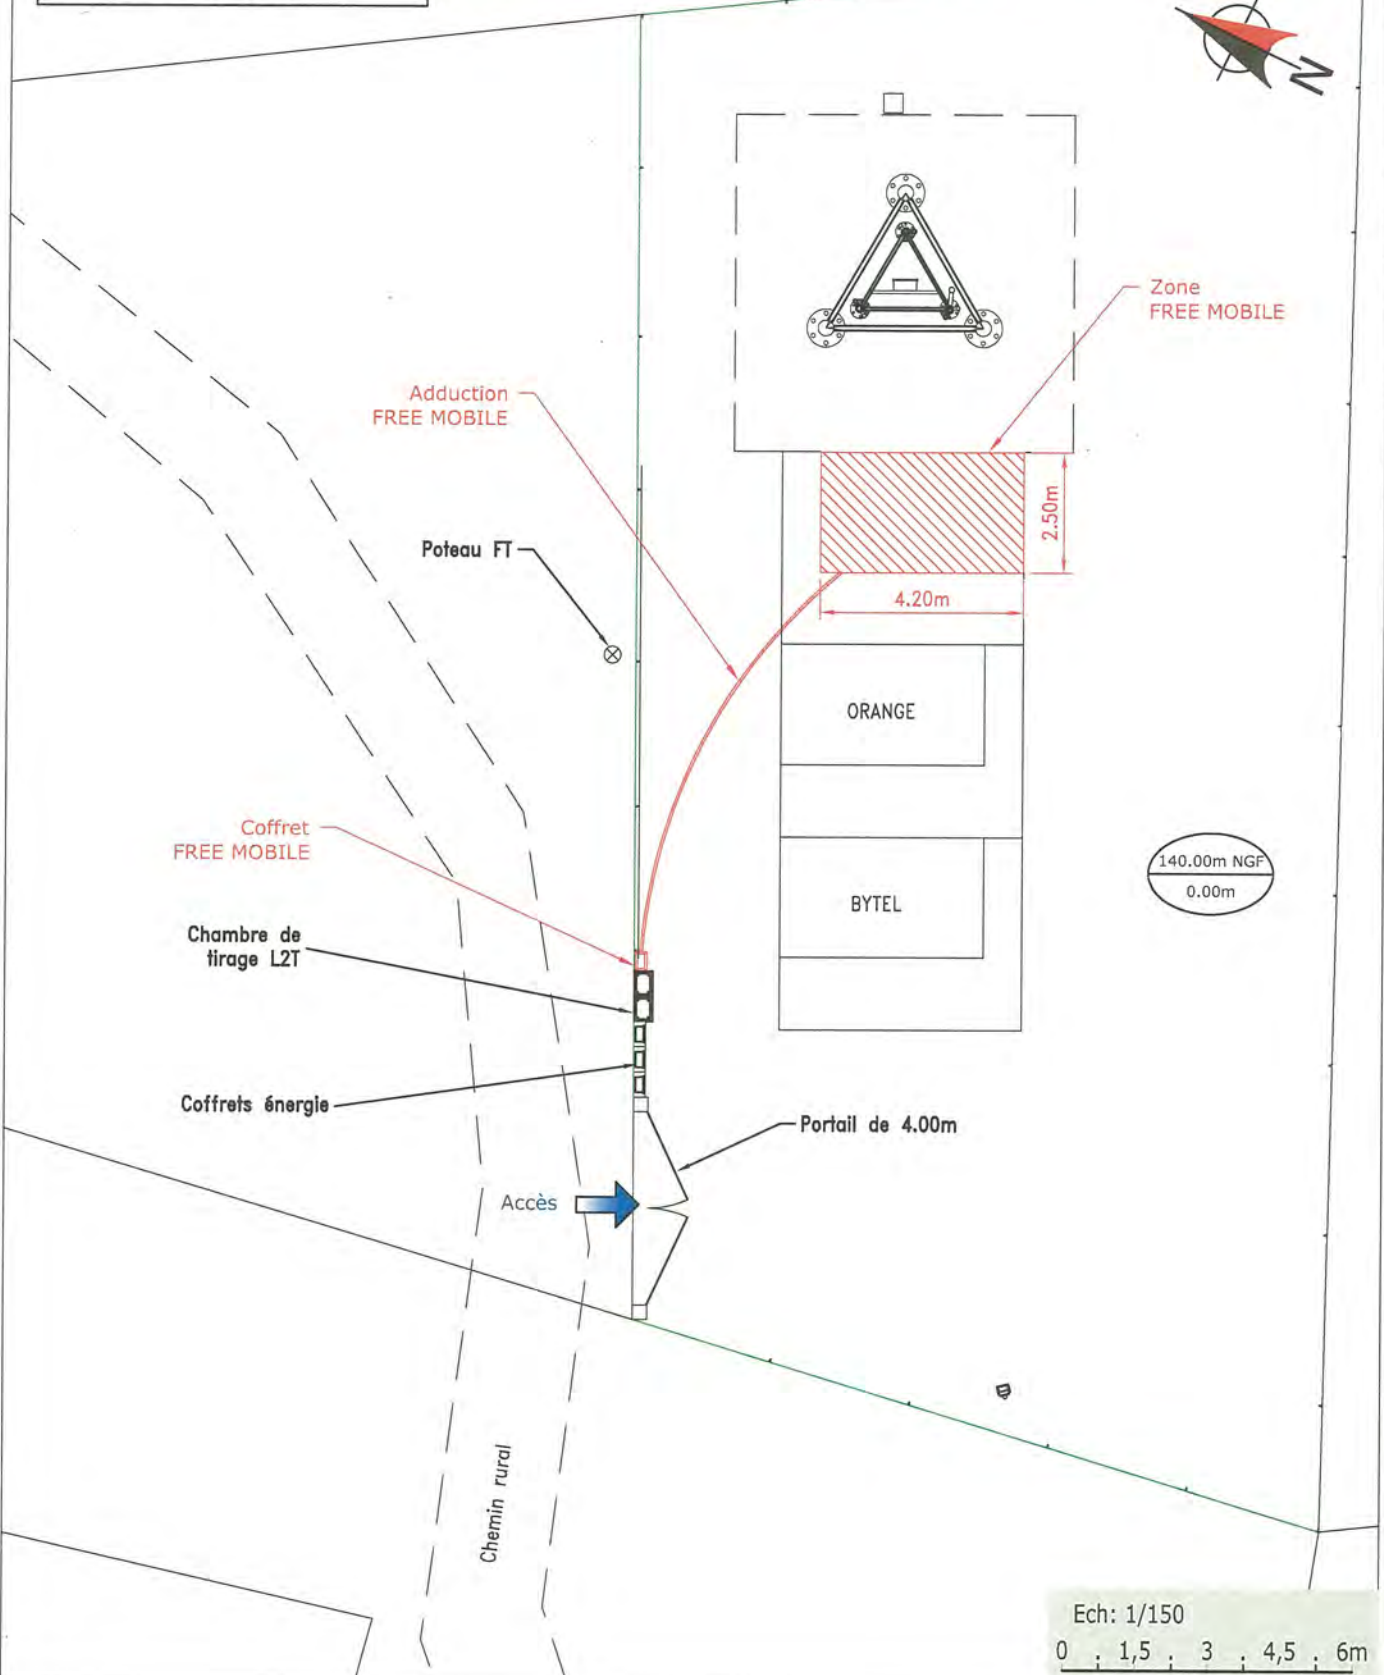 N
Zone
FREE MOBILE
Adduction
FREE MOBILE
2.50m
Poteau FT
4.20m
ORANGE
Coffret
FREE MOBILE
140.00m NGF
0.00m
BYTEL
Chambre de
tirage L2T
Coffrets énergie
Portail de 4.00m
Accès
Chemin rural
Ech: 1/150
0 1,5 3 4,5 6m